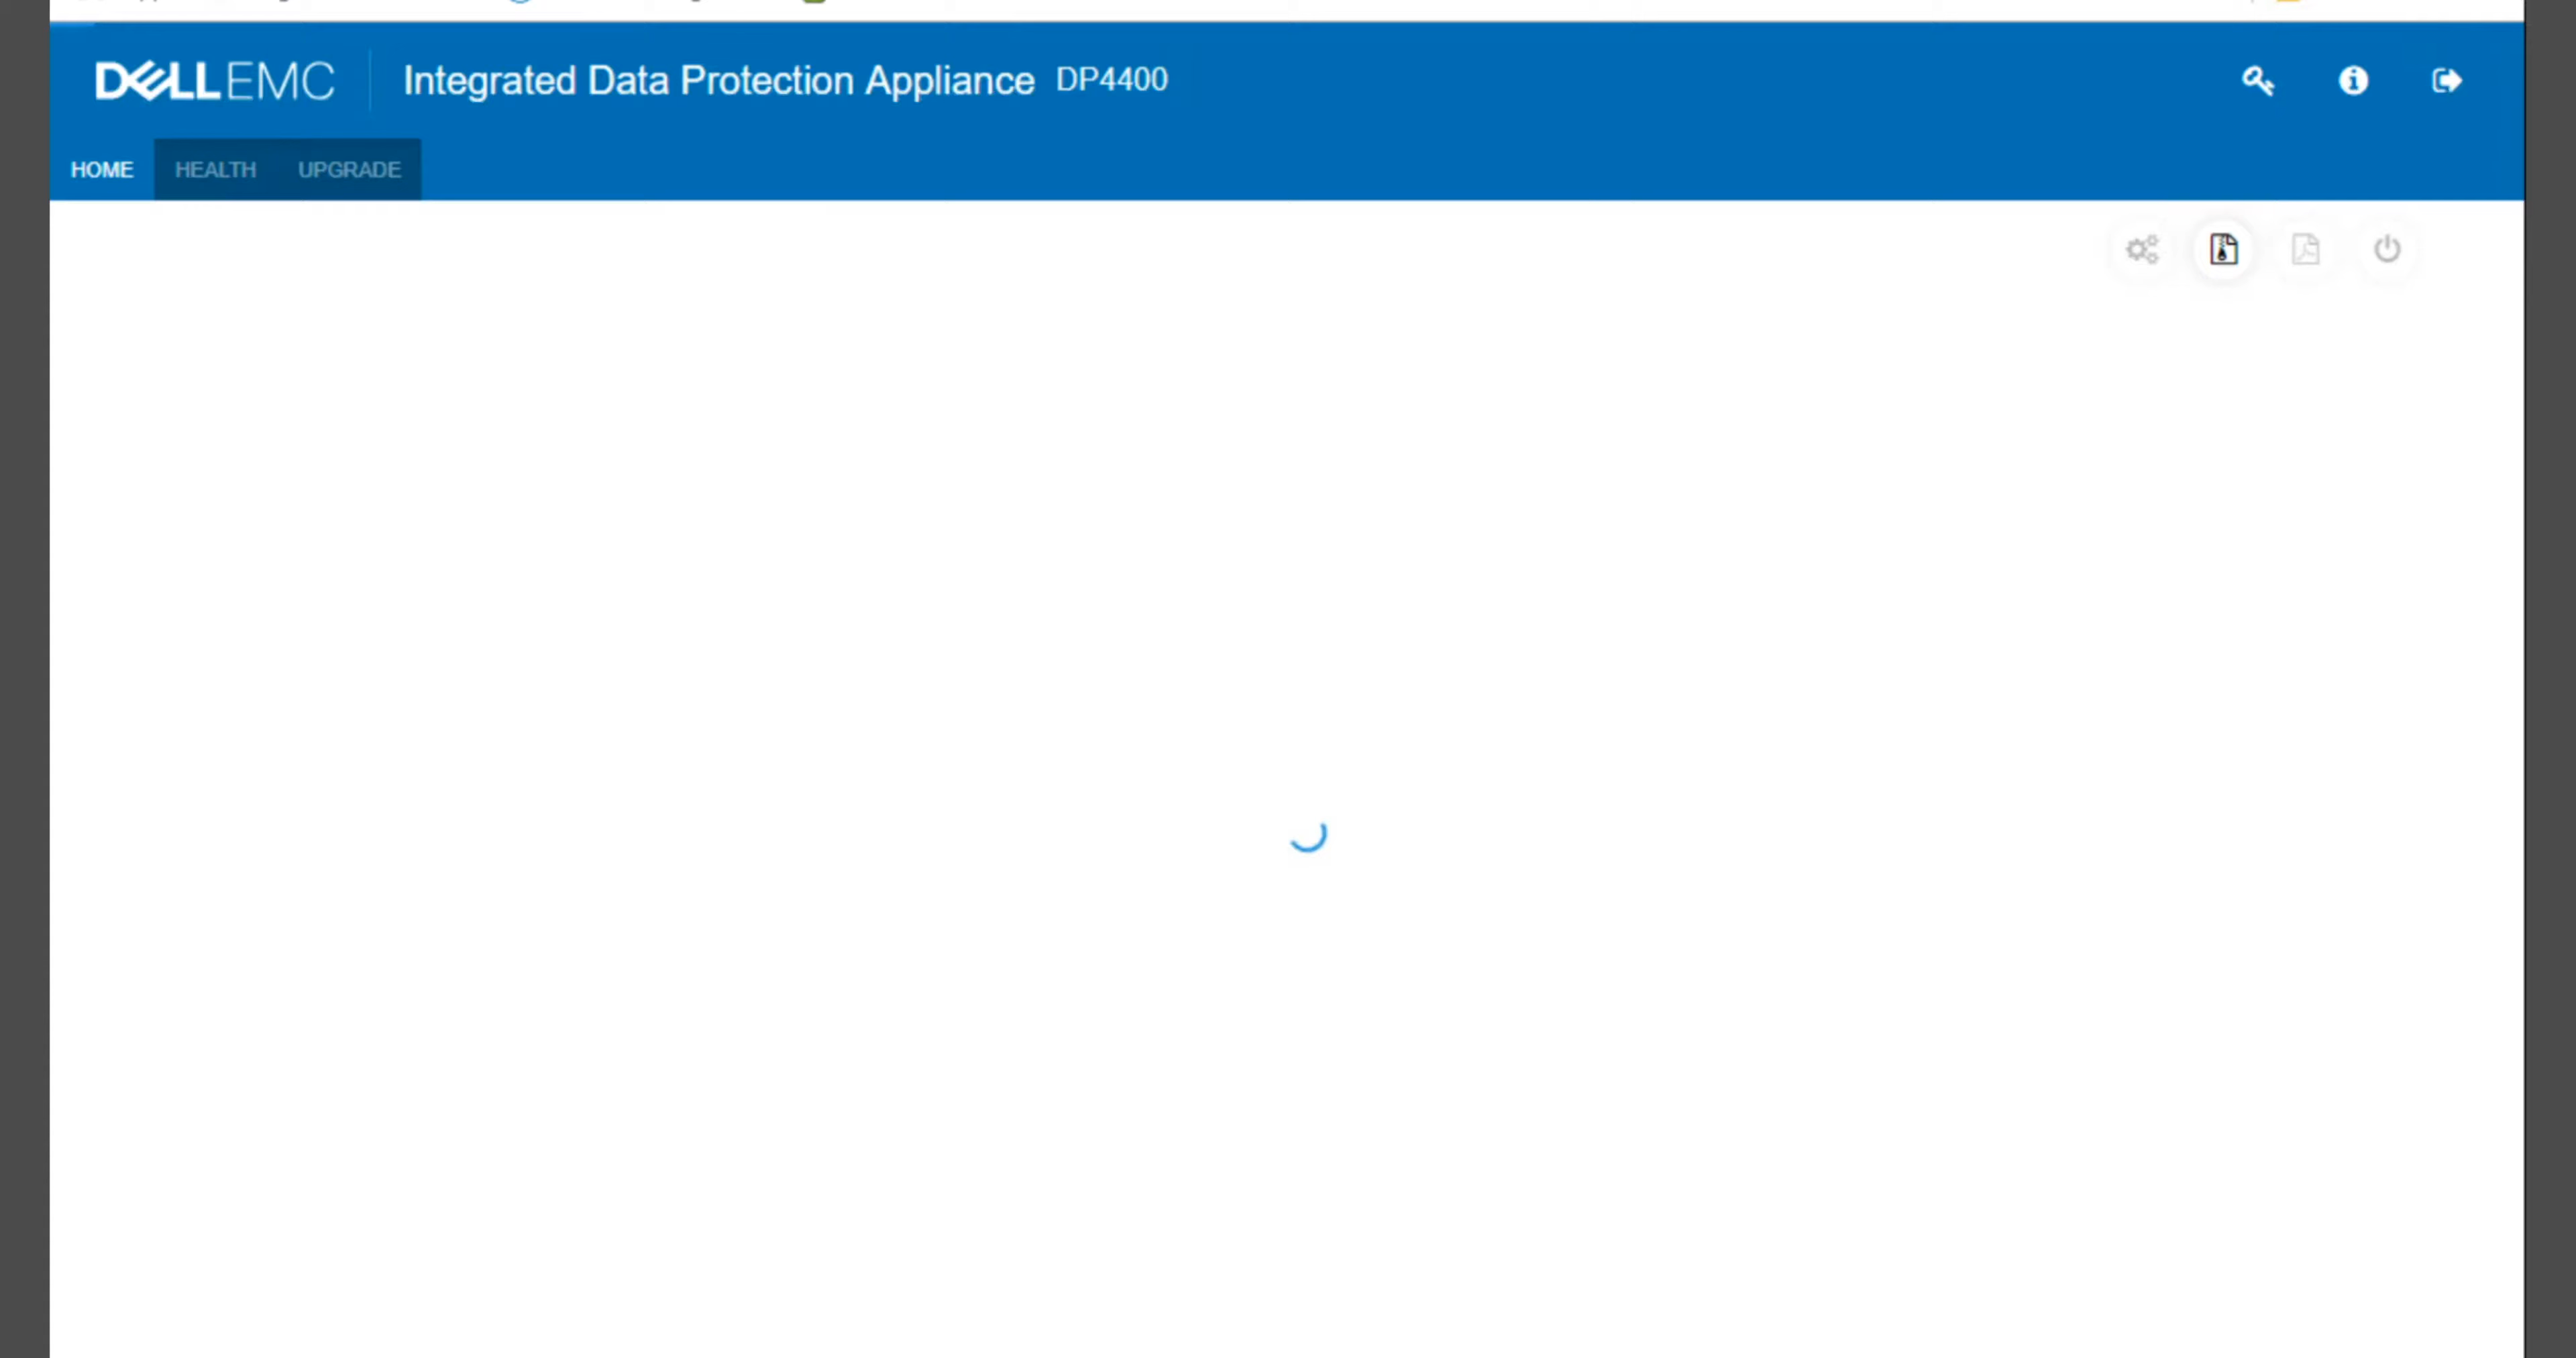 DELLEMC Integrated Data Protection Appliance DP4400
HOME HEALTH UPGRADE